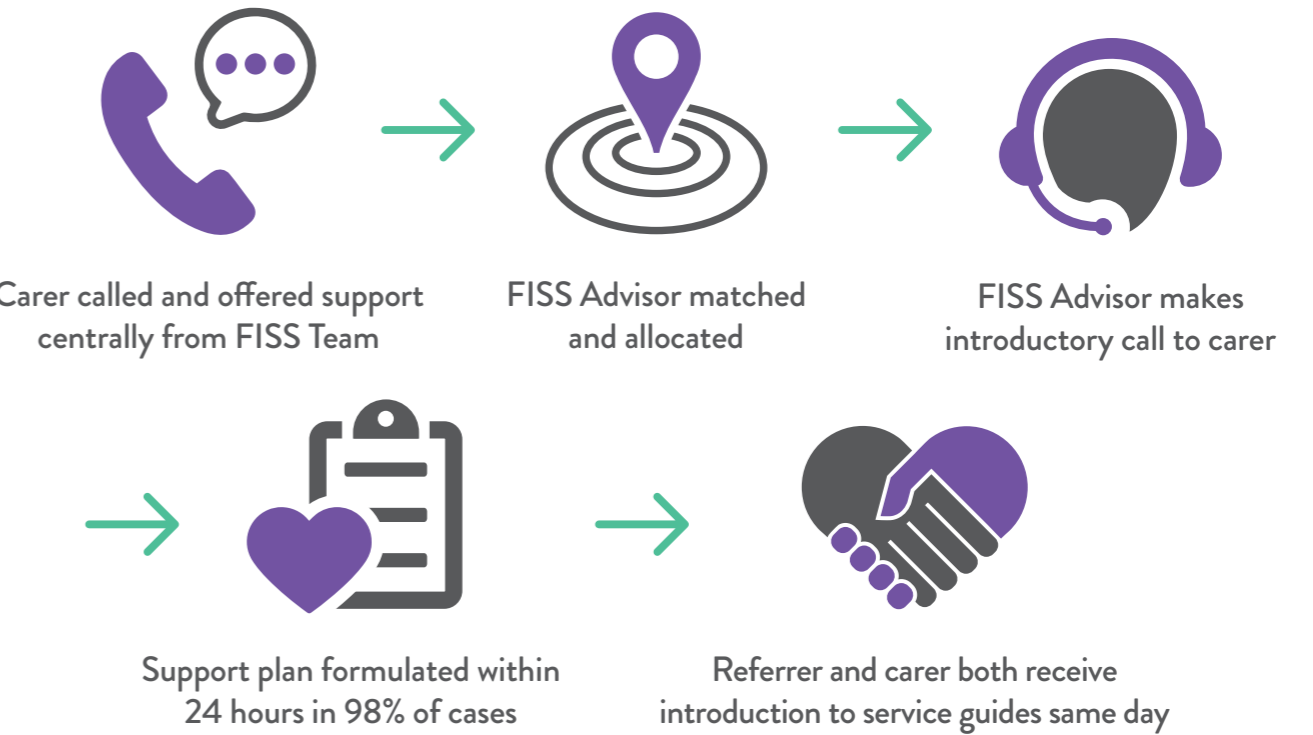 Carer called and offered support
centrally from FISS Team
FISS Advisor matched
and allocated
FISS Advisor makes
introductory call to carer
Support plan formulated within
24 hours in 98% of cases
Referrer and carer both receive
introduction to service guides same day